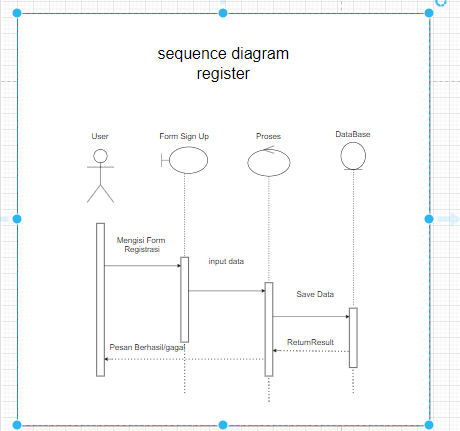 sequence diagram
register
User
Form Sign Up
Proses
DataBase
Mengisi Form
Registrasi
input data
Save Data
ReturnResult
Pesan Berhasil/gagal